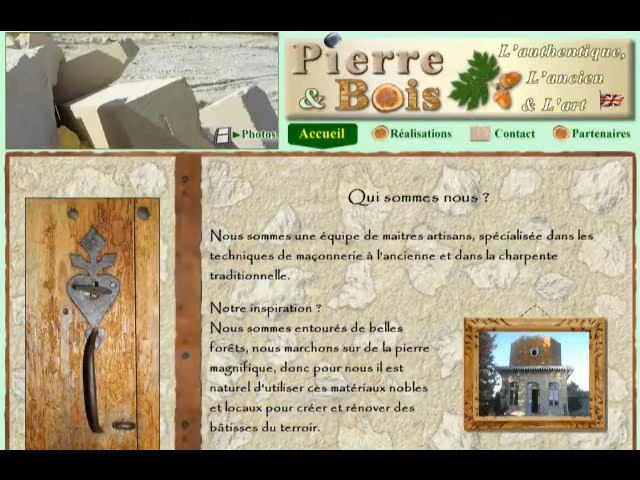 Pierre
& Bois
L'authentique,
L'ancien
& L'art
Photos
Accueil
Réalisations
Contact
Partenaires
Qui sommes nous ?
Nous sommes une équipe de maitres artisans, spécialisée dans les
techniques de maçonnerie à l'ancienne et dans la charpente
traditionnelle.
Notre inspiration ?
Nous sommes entourés de belles
forêts, nous marchons sur de la pierre
magnifique, donc pour nous il est
naturel d'utiliser ces matériaux nobles
et locaux pour créer et rénover des
bâtisses du terroir.